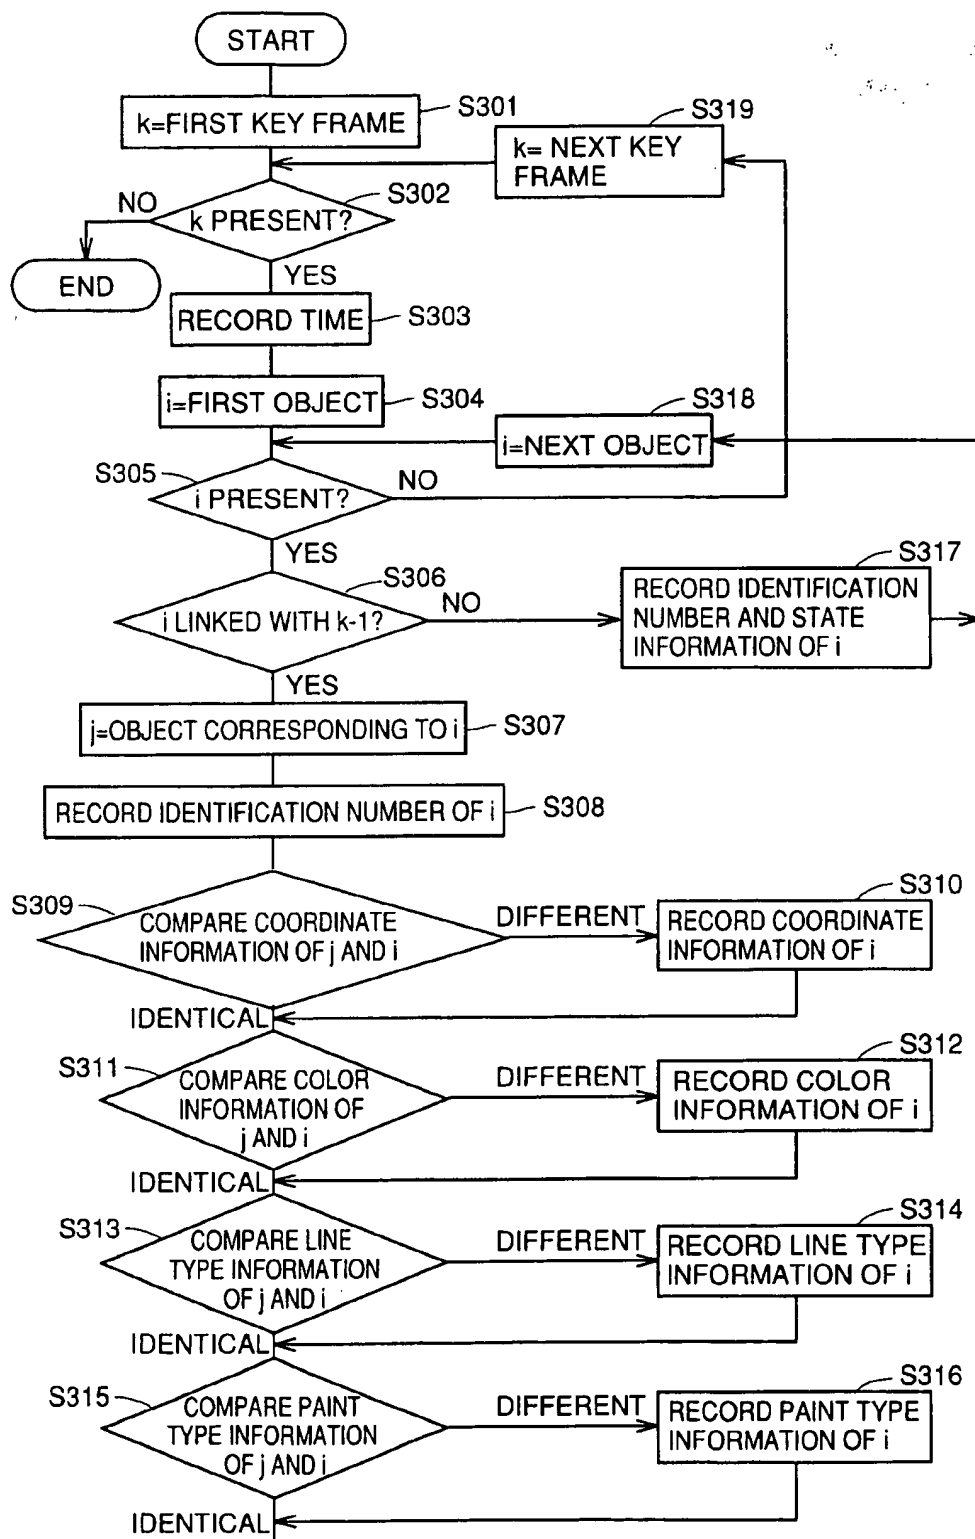 START
k=FIRST KEY FRAME
S301
k= NEXT KEY
FRAME
S319
k PRESENT?
S302
NO
YES
END
RECORD TIME
S303
i=FIRST OBJECT
S304
i=NEXT OBJECT
S318
S305
i PRESENT?
NO
YES
S306
i LINKED WITH k-1?
NO
YES
S317
RECORD IDENTIFICATION
NUMBER AND STATE
INFORMATION OF i
j=OBJECT CORRESPONDING TO i
S307
RECORD IDENTIFICATION NUMBER OF i
S308
S309
COMPARE COORDINATE
INFORMATION OF j AND i
DIFFERENT
IDENTICAL
S310
RECORD COORDINATE
INFORMATION OF i
S311
COMPARE COLOR
INFORMATION OF
j AND i
DIFFERENT
IDENTICAL
S312
RECORD COLOR
INFORMATION OF i
S313
COMPARE LINE
TYPE INFORMATION
OF j AND i
DIFFERENT
IDENTICAL
S314
RECORD LINE TYPE
INFORMATION OF i
S315
COMPARE PAINT
TYPE INFORMATION
OF j AND i
DIFFERENT
IDENTICAL
S316
RECORD PAINT TYPE
INFORMATION OF i